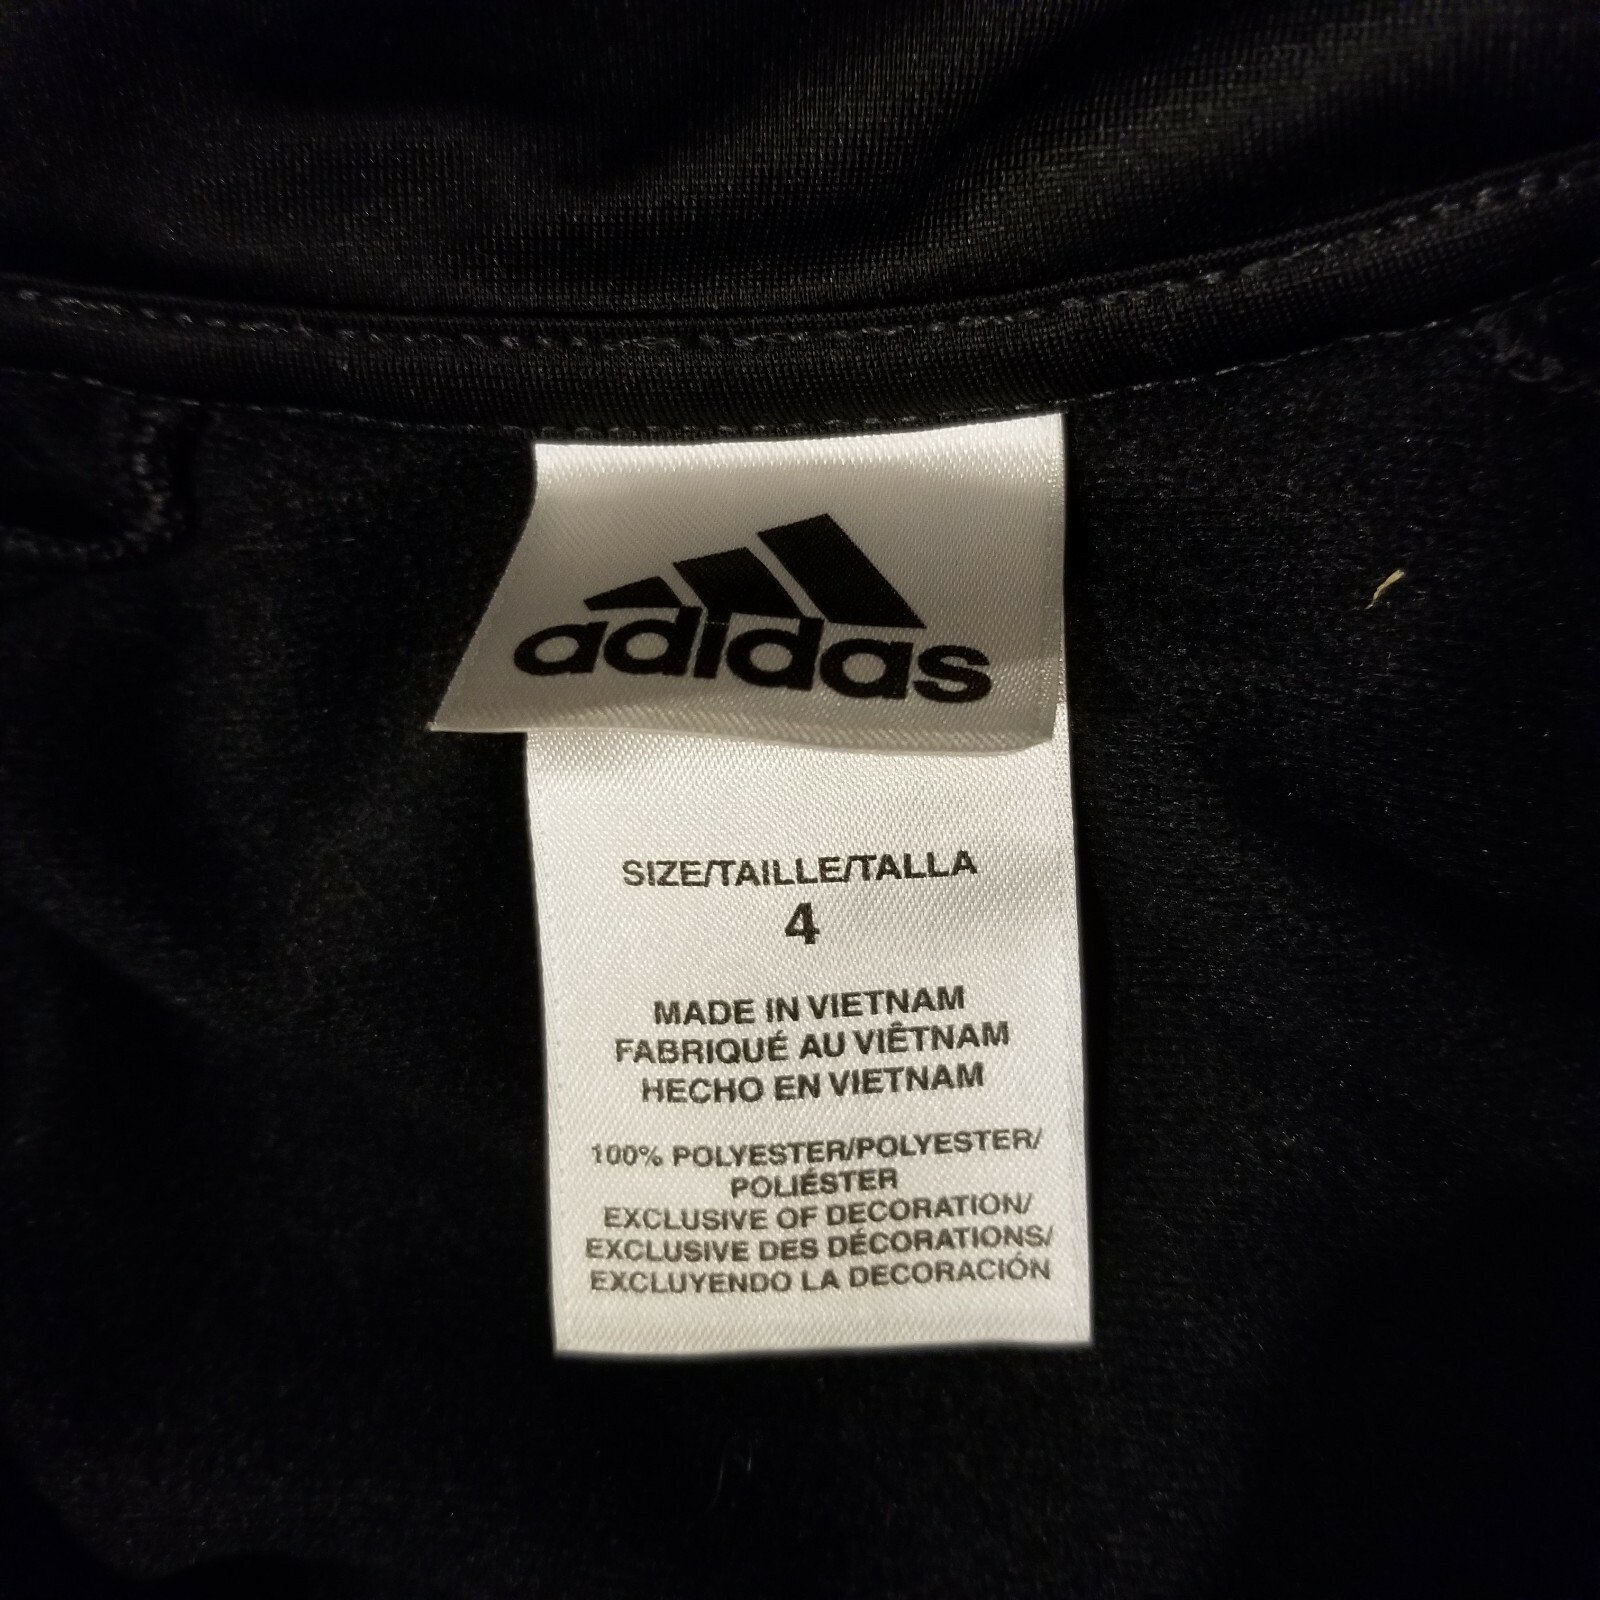 adidas
SIZE/TAILLE/TALLA
4
MADE IN VIETNAM
FABRIQUÉ AU VIÊTNAM
HECHO EN VIETNAM
100% POLYESTER/POLYESTER/
POLIÉSTER
EXCLUSIVE OF DECORATION/
EXCLUSIVE DES DÉCORATIONS/
EXCLUYENDO LA DECORACIÓN